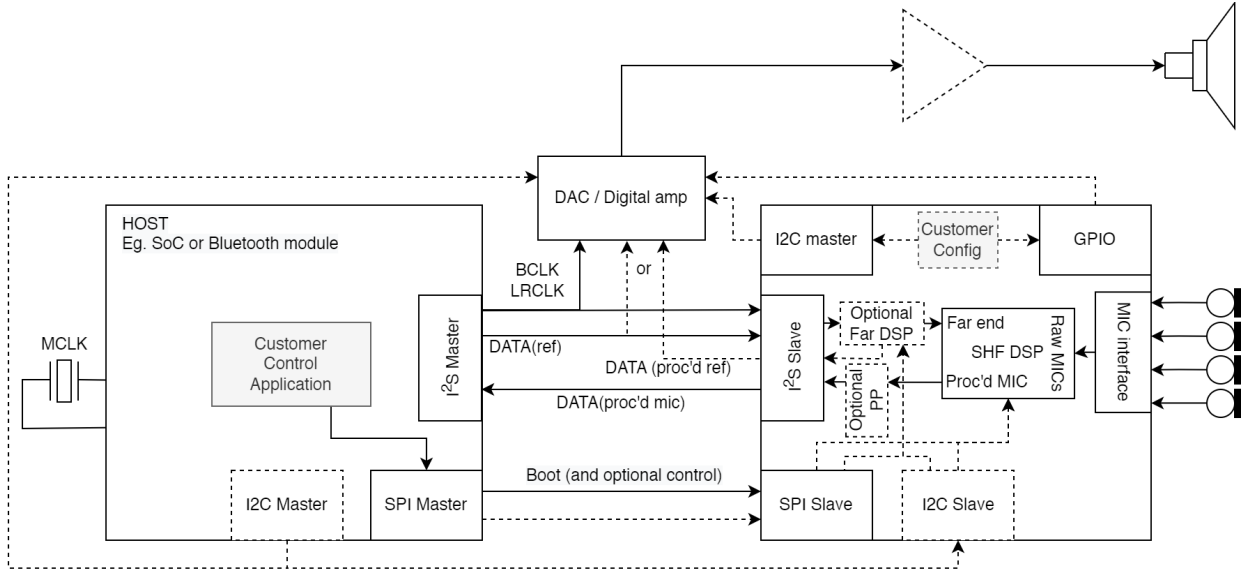 DAC / Digital amp
HOST
Eg. SoC or Bluetooth module
I2C master
Customer
Config
GPIO
BCLK
LRCLK
or
MCLK
Customer
Control
Application
I²S Master
DATA(ref)
DATA (proc'd ref)
DATA(proc'd mic)
I²S Slave
Optional
Far DSP
Optional
PP
Far end
SHF DSP
Raw MICs
Proc'd MIC
MIC interface
I2C Master
SPI Master
Boot (and optional control)
SPI Slave
I2C Slave